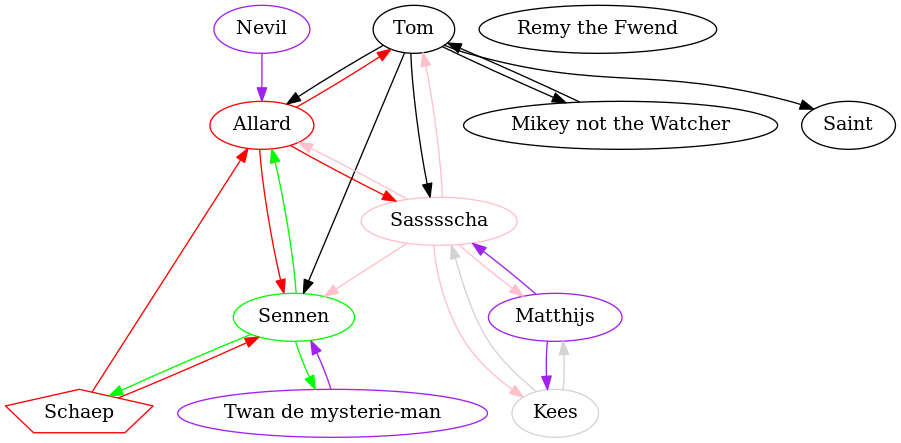 Nevil
Tom
Remy the Fwend
Allard
Mikey not the Watcher
Saint
Sasssscha
Sennen
Matthijs
Schaep
Twan de mysterie-man
Kees